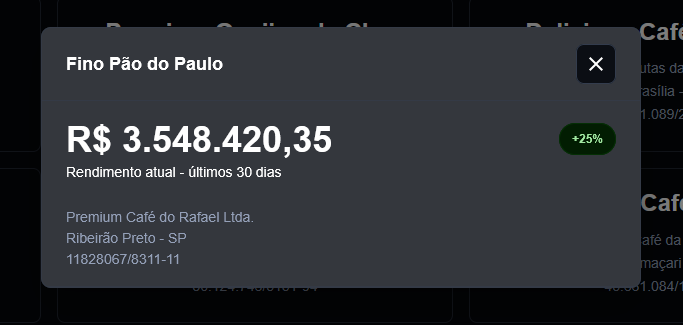 Fino Pão do Paulo
R$ 3.548.420,35
+25%
Rendimento atual - últimos 30 dias
Premium Café do Rafael Ltda.
Ribeirão Preto - SP
11828067/8311-11